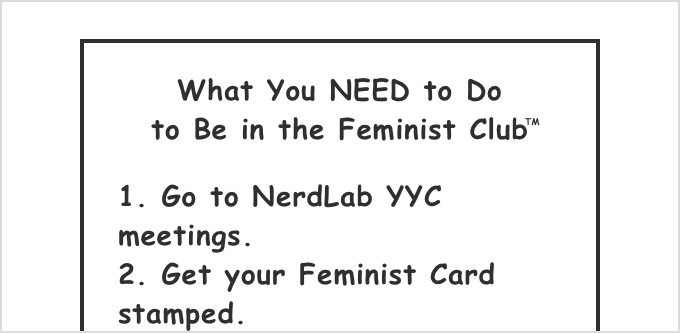 What You NEED to Do
to Be in the Feminist Club™
1. Go to NerdLab YYC
meetings.
2. Get your Feminist Card
stamped.